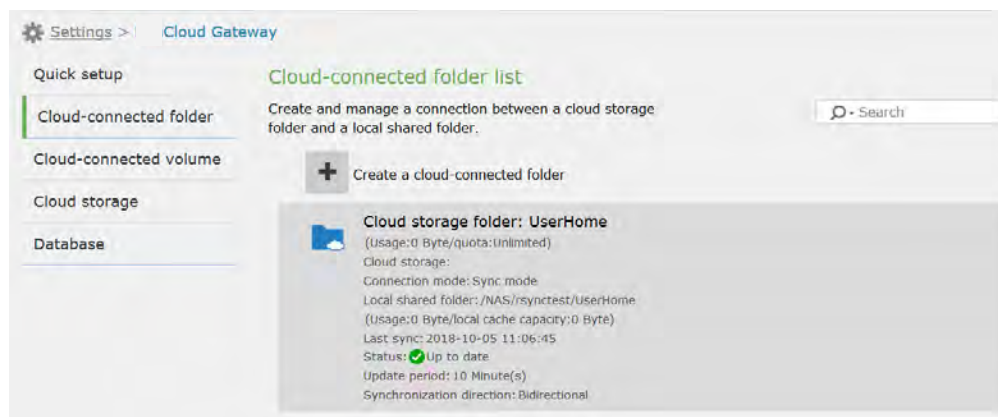 Settings > Cloud Gateway
Quick setup
Cloud-connected folder
Cloud-connected volume
Cloud storage
Database
Cloud-connected folder list
Create and manage a connection between a cloud storage
folder and a local shared folder.
Search
Create a cloud-connected folder
Cloud storage folder: UserHome
(Usage:0 Byte/quota:Unlimited)
Cloud storage:
Connection mode: Sync mode
Local shared folder: /NAS/rsynctest/UserHome
(Usage:0 Byte/local cache capacity:0 Byte)
Last sync: 2018-10-05 11:06:45
Status: Up to date
Update period: 10 Minute(s)
Synchronization direction: Bidirectional